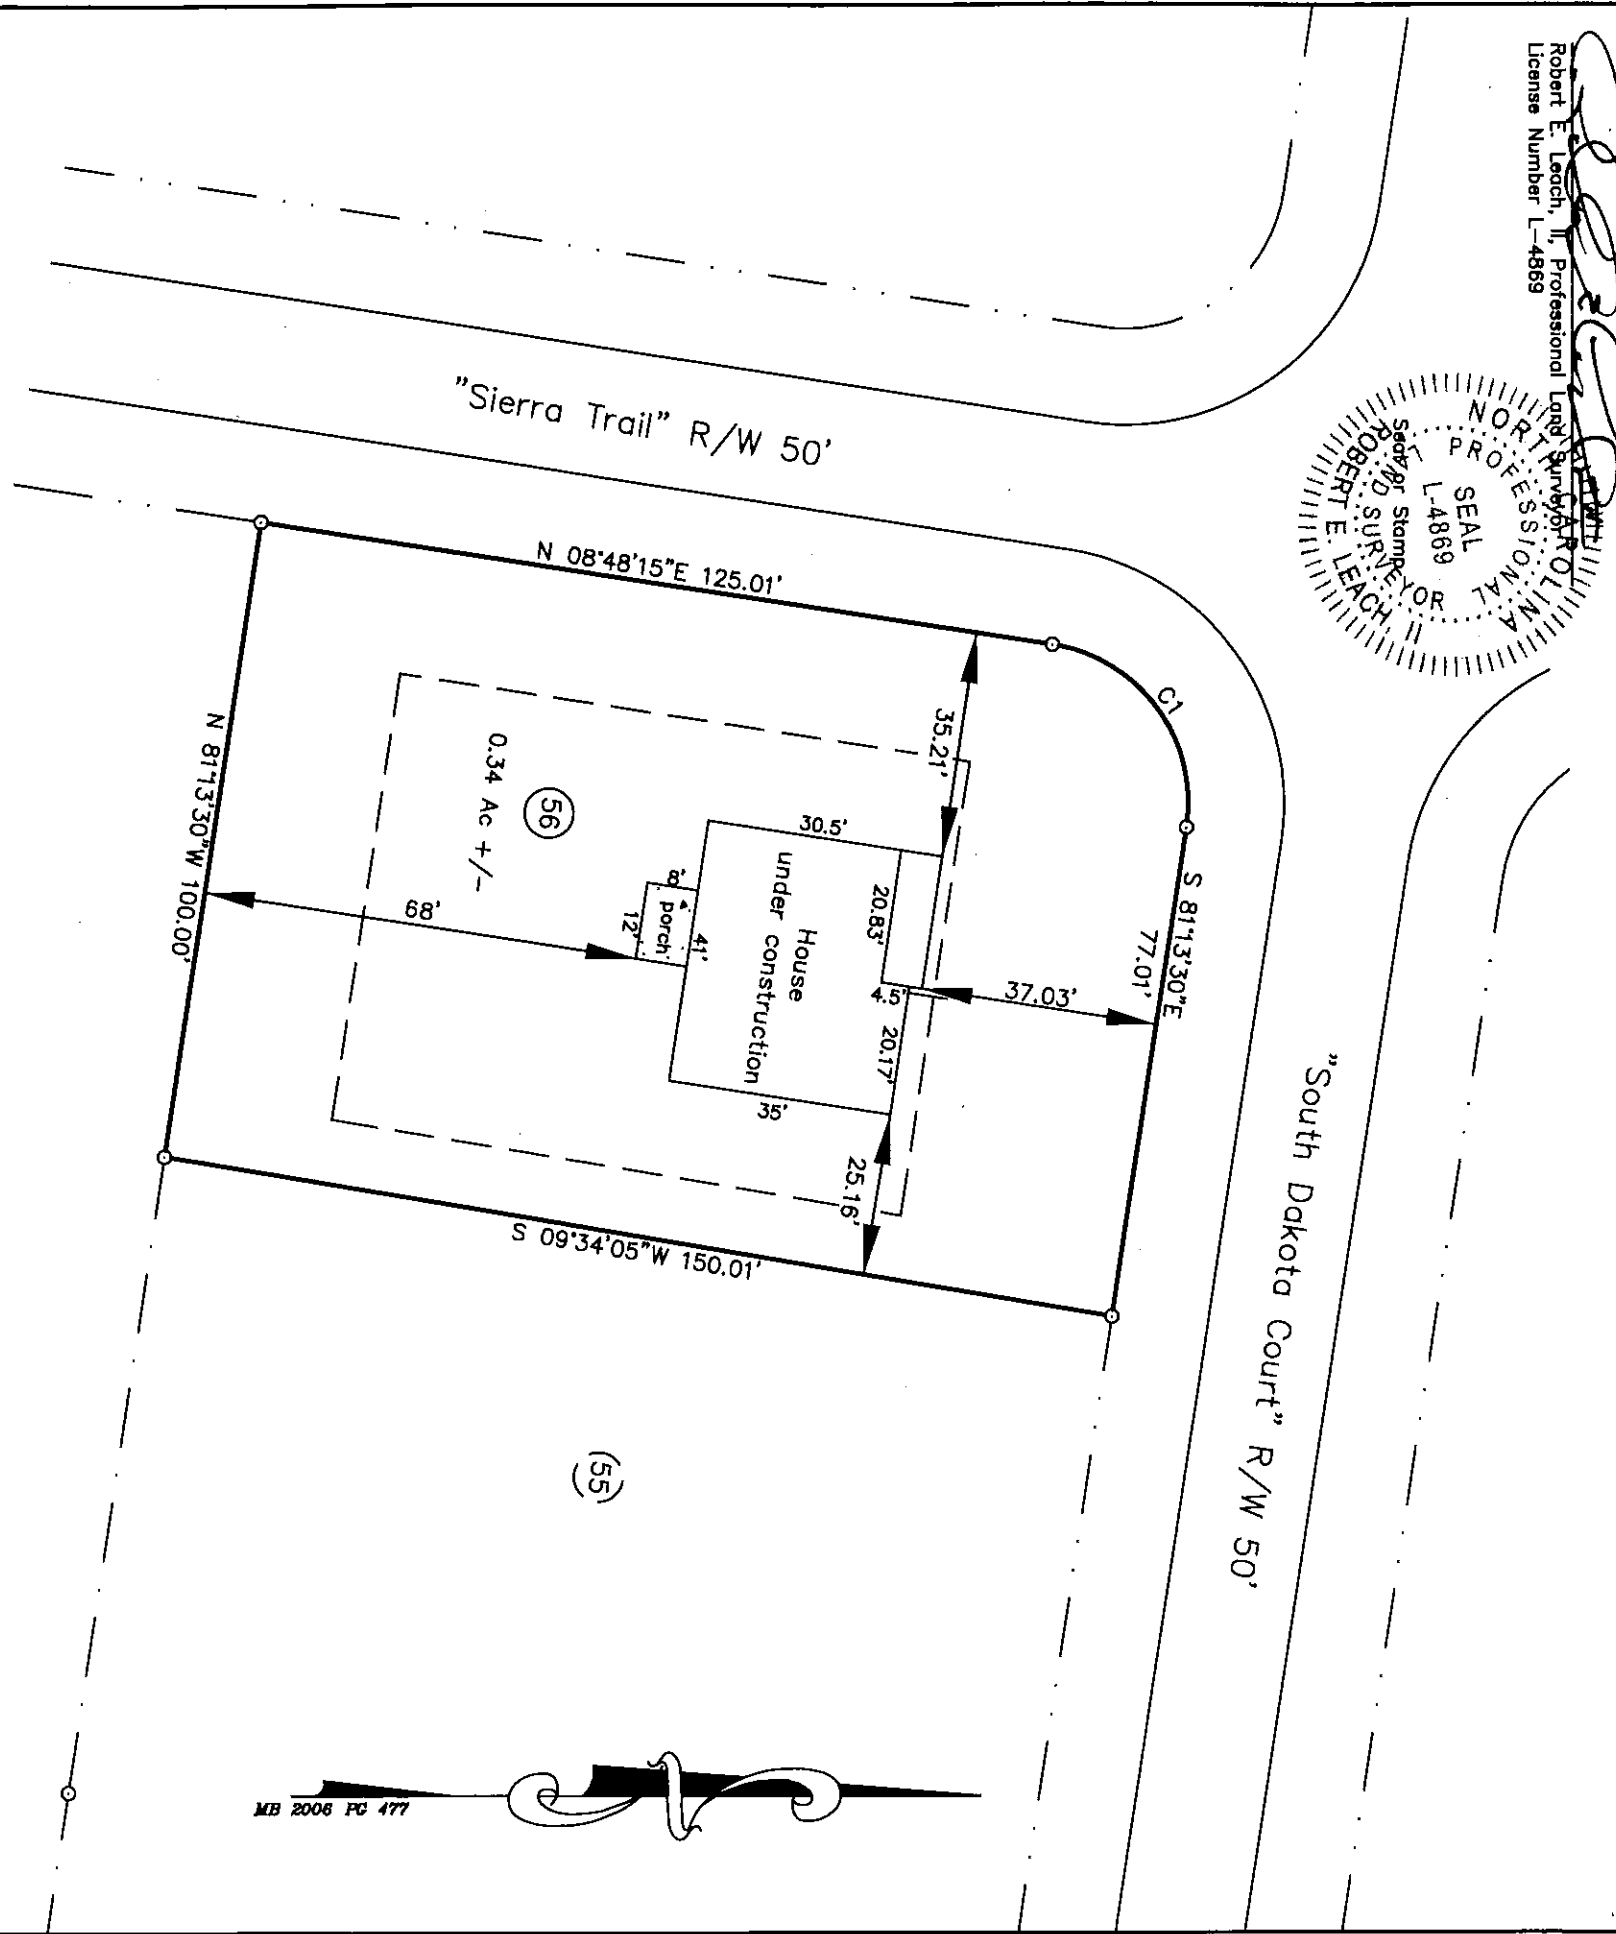 Robert E. Leach, II, Professional Land Surveyor
License Number L-4869
NORTH CAROLINA
PROFESSIONAL
SEAL
L-4869
LAND SURVEYOR
ROBERT E. LEACH, II
Seal or Stamp
"Sierra Trail" R/W 50'
"South Dakota Court" R/W 50'
N 08°48'15"E 125.01'
C1
S 81°13'30"E
77.01'
35.21'
37.03'
30.5'
20.83'
4.5'
20.17'
House
under construction
35'
25.16'
41'
8'
porch
12'
68'
56
0.34 Ac +/-
N 81°13'30"W 100.00'
S 09°34'05"W 150.01'
(55)
MB 2006 PG 477